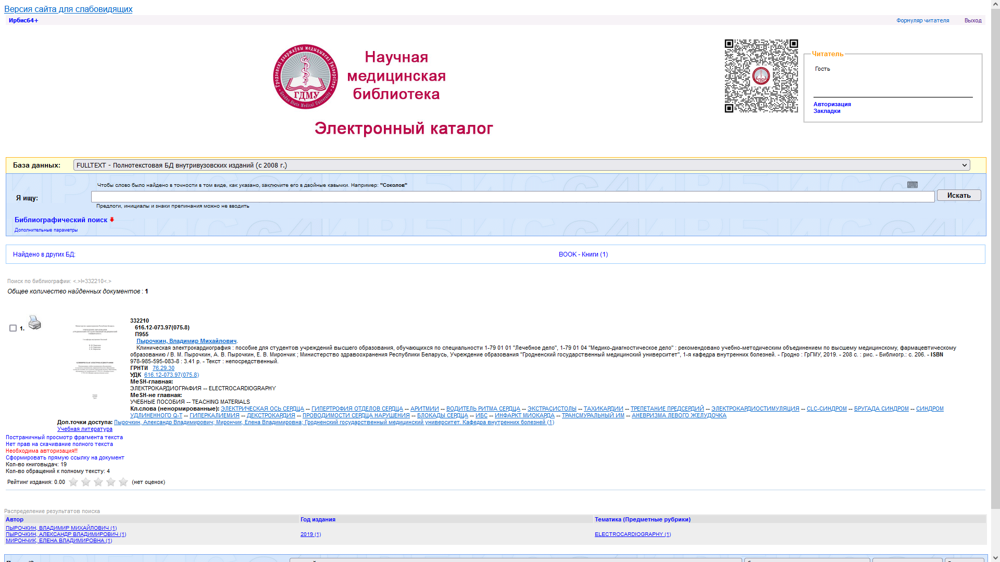 Версия сайта для слабовидящих
Ирбис64+
Формуляр читателя Выход
Гродзенскі дзяржаўны медыцынскі ўніверсітэт
ГДМУ
Grodno State Medical University
Научная
медицинская
библиотека
Электронный каталог
Читатель
Гость
Авторизация
Закладки
База данных: FULLTEXT - Полнотекстовая БД внутривузовских изданий (с 2008 г.)
Чтобы слово было найдено в точности в том виде, как указано, заключите его в двойные кавычки. Например: "Соколов"
Я ищу: Искать
Предлоги, инициалы и знаки препинания можно не вводить
Библиографический поиск
Дополнительные параметры
Найдено в других БД: BOOK - Книги (1)
Поиск по библиографии: <.>I=332210<.>
Общее количество найденных документов : 1
1.
332210
616.12-073.97(075.8)
П955
Пырочкин, Владимир Михайлович.
Клиническая электрокардиография : пособие для студентов учреждений высшего образования, обучающихся по специальности 1-79 01 01 "Лечебное дело", 1-79 01 04 "Медико-диагностическое дело" : рекомендовано учебно-методическим объединением по высшему медицинскому, фармацевтическому
образованию / В. М. Пырочкин, А. В. Пырочкин, Е. В. Мирончик ; Министерство здравоохранения Республики Беларусь, Учреждение образования "Гродненский государственный медицинский университет", 1-я кафедра внутренних болезней. - Гродно : ГрГМУ, 2019. - 208 с. : рис. - Библиогр.: с. 206. - ISBN
978-985-595-083-8 : 3.41 р. - Текст : непосредственный.
ГРНТИ 76.29.30
УДК 616.12-073.97(075.8)
MeSH-главная:
ЭЛЕКТРОКАРДИОГРАФИЯ -- ELECTROCARDIOGRAPHY
MeSH-не главная:
УЧЕБНЫЕ ПОСОБИЯ -- TEACHING MATERIALS
Кл.слова (ненормированные): ЭЛЕКТРИЧЕСКАЯ ОСЬ СЕРДЦА -- ГИПЕРТРОФИЯ ОТДЕЛОВ СЕРДЦА -- АРИТМИИ -- ВОДИТЕЛЬ РИТМА СЕРДЦА -- ЭКСТРАСИСТОЛЫ -- ТАХИКАРДИИ -- ТРЕПЕТАНИЕ ПРЕДСЕРДИЙ -- ЭЛЕКТРОКАРДИОСТИМУЛЯЦИЯ -- CLC-СИНДРОМ -- БРУГАДА СИНДРОМ -- СИНДРОМ
УДЛИНЕННОГО Q-T -- ГИПЕРКАЛИЕМИЯ -- ДЕКСТРОКАРДИЯ -- ПРОВОДИМОСТИ СЕРДЦА НАРУШЕНИЯ -- БЛОКАДЫ СЕРДЦА -- ИБС -- ИНФАРКТ МИОКАРДА -- ТРАНСМУРАЛЬНЫЙ ИМ -- АНЕВРИЗМА ЛЕВОГО ЖЕЛУДОЧКА
Доп.точки доступа: Пырочкин, Александр Владимирович; Мирончик, Елена Владимировна; Гродненский государственный медицинский университет. Кафедра внутренних болезней (1)
Учебная литература
Постраничный просмотр фрагмента текста
Нет прав на скачивание полного текста
Необходима авторизация!!!
Сформировать прямую ссылку на документ
Кол-во книговыдач: 19
Кол-во обращений к полному тексту: 4
Рейтинг издания: 0.00 (нет оценок)
Распределение результатов поиска
Автор Год издания Тематика (Предметные рубрики)
ПЫРОЧКИН, ВЛАДИМИР МИХАЙЛОВИЧ (1)
ПЫРОЧКИН, АЛЕКСАНДР ВЛАДИМИРОВИЧ (1) 2019 (1) ELECTROCARDIOGRAPHY (1)
МИРОНЧИК, ЕЛЕНА ВЛАДИМИРОВНА (1)